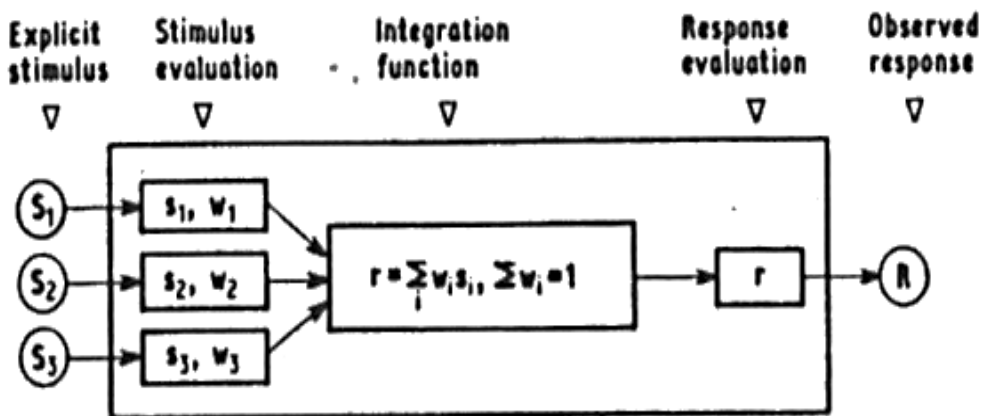 Explicit stimulus
Stimulus evaluation
Integration function
Response evaluation
Observed response
S₁
s₁, w₁
S₂
s₂, w₂
r = ∑ᵢ wᵢsᵢ, ∑wᵢ = 1
r
R
S₃
s₃, w₃